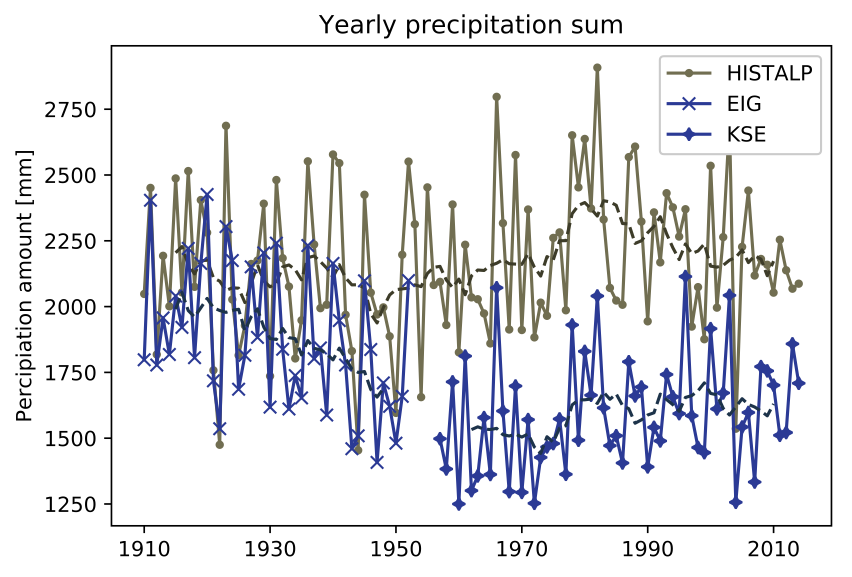 Yearly precipitation sum
Percipiation amount [mm]
2750
2500
2250
2000
1750
1500
1250
1910 1930 1950 1970 1990 2010
HISTALP
EIG
KSE